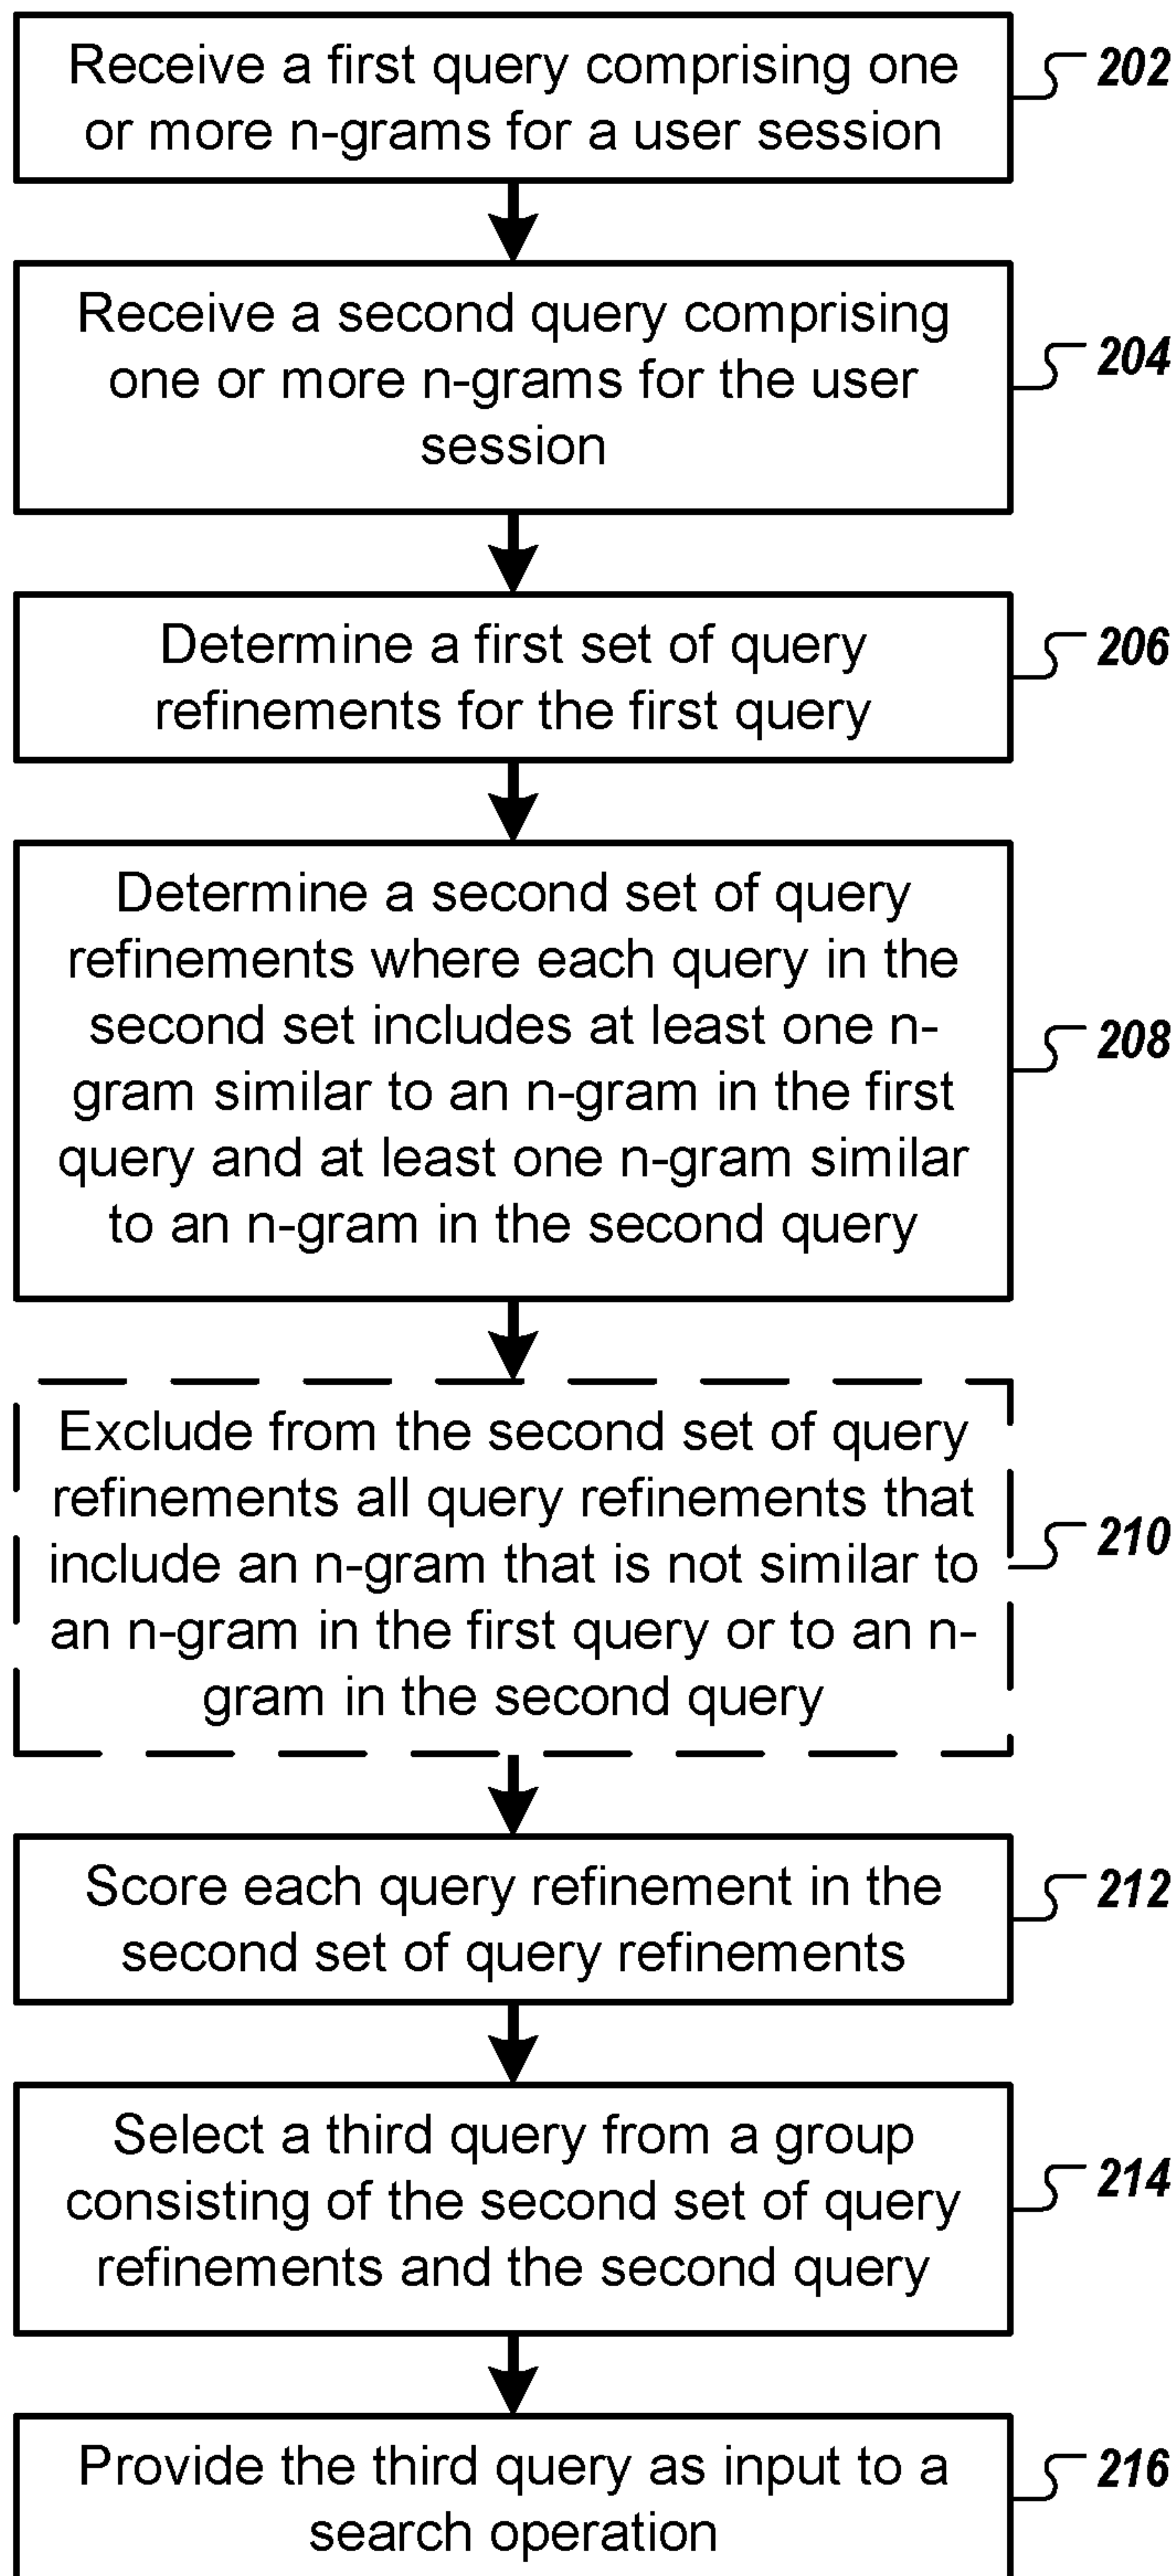 Receive a first query comprising one
or more n-grams for a user session
202
Receive a second query comprising
one or more n-grams for the user
session
204
Determine a first set of query
refinements for the first query
206
Determine a second set of query
refinements where each query in the
second set includes at least one n-
gram similar to an n-gram in the first
query and at least one n-gram similar
to an n-gram in the second query
208
Exclude from the second set of query
refinements all query refinements that
include an n-gram that is not similar to
an n-gram in the first query or to an n-
gram in the second query
210
Score each query refinement in the
second set of query refinements
212
Select a third query from a group
consisting of the second set of query
refinements and the second query
214
Provide the third query as input to a
search operation
216